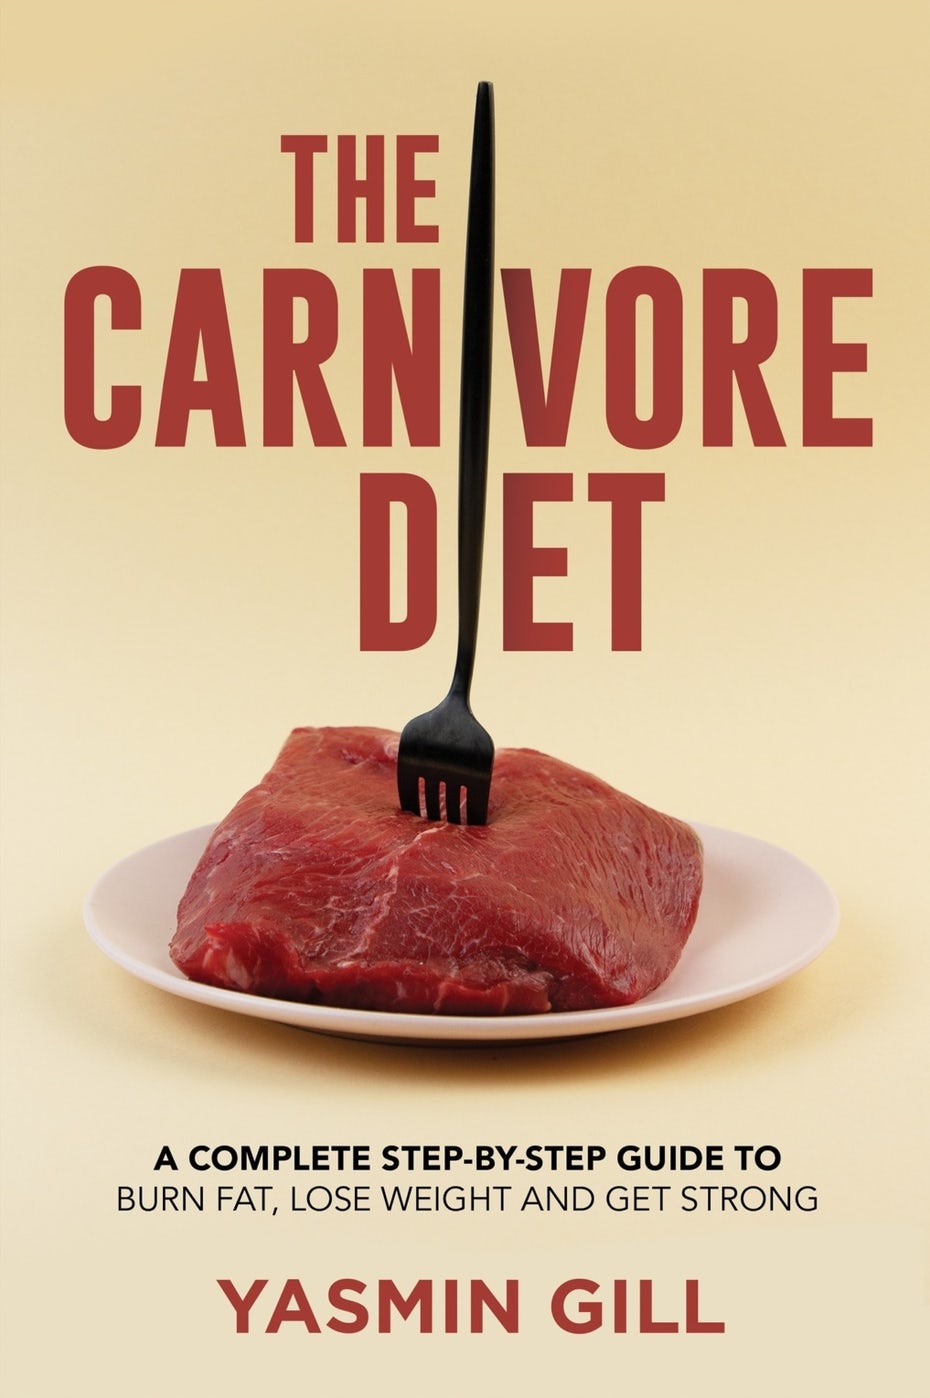 THE
CARNIVORE
DIET
A COMPLETE STEP-BY-STEP GUIDE TO
BURN FAT, LOSE WEIGHT AND GET STRONG
YASMIN GILL